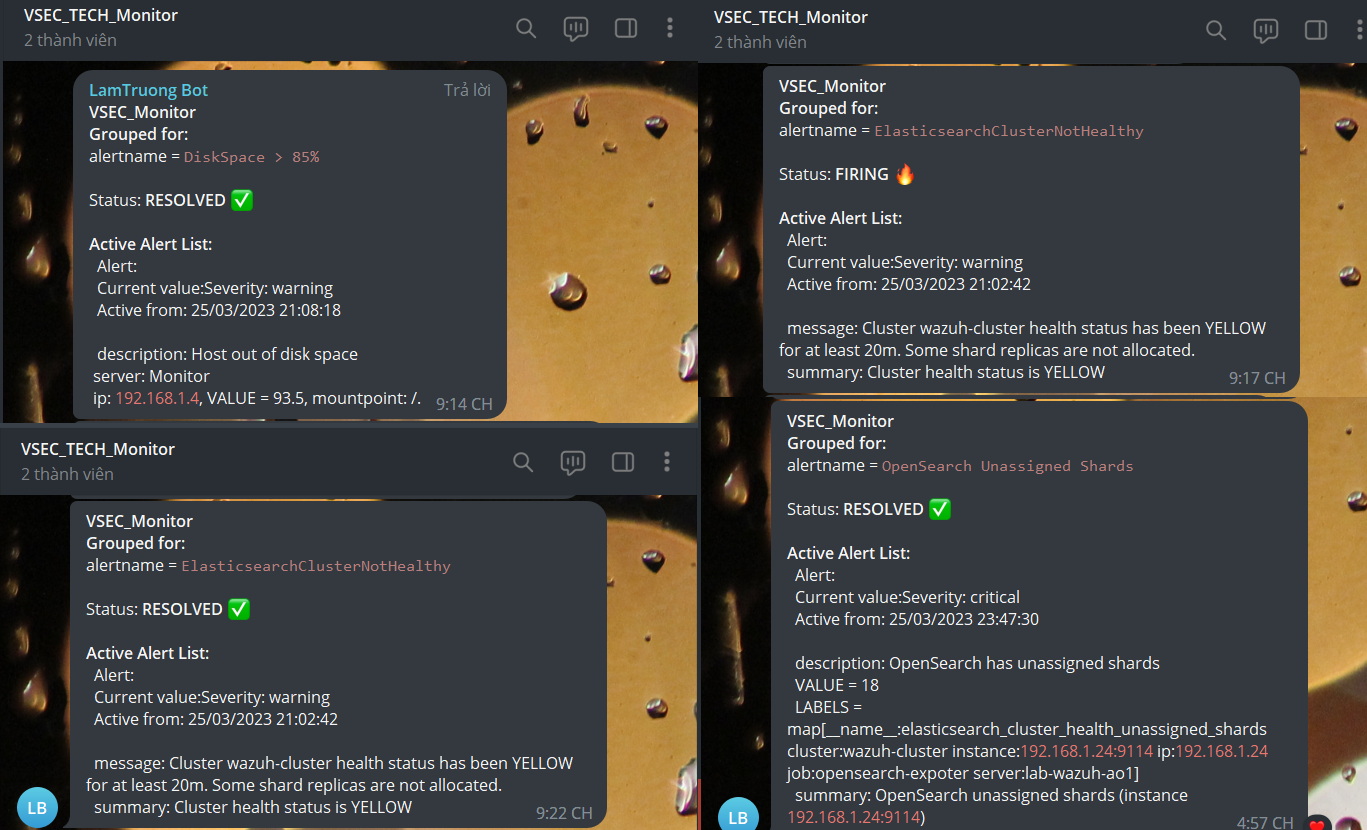 VSEC_TECH_Monitor
2 thành viên
LamTruong Bot
Trả lời
VSEC_Monitor
Grouped for:
alertname = DiskSpace > 85%
Status: RESOLVED ✅
Active Alert List:
Alert:
Current value:Severity: warning
Active from: 25/03/2023 21:08:18
description: Host out of disk space
server: Monitor
ip: 192.168.1.4, VALUE = 93.5, mountpoint: /.
9:14 CH
VSEC_TECH_Monitor
2 thành viên
VSEC_Monitor
Grouped for:
alertname = ElasticsearchClusterNotHealthy
Status: FIRING 🔥
Active Alert List:
Alert:
Current value:Severity: warning
Active from: 25/03/2023 21:02:42
message: Cluster wazuh-cluster health status has been YELLOW
for at least 20m. Some shard replicas are not allocated.
summary: Cluster health status is YELLOW
9:17 CH
VSEC_TECH_Monitor
2 thành viên
VSEC_Monitor
Grouped for:
alertname = ElasticsearchClusterNotHealthy
Status: RESOLVED ✅
Active Alert List:
Alert:
Current value:Severity: warning
Active from: 25/03/2023 21:02:42
message: Cluster wazuh-cluster health status has been YELLOW
for at least 20m. Some shard replicas are not allocated.
summary: Cluster health status is YELLOW
9:22 CH
LB
VSEC_Monitor
Grouped for:
alertname = OpenSearch Unassigned Shards
Status: RESOLVED ✅
Active Alert List:
Alert:
Current value:Severity: critical
Active from: 25/03/2023 23:47:30
description: OpenSearch has unassigned shards
VALUE = 18
LABELS =
map[__name__:elasticsearch_cluster_health_unassigned_shards
cluster:wazuh-cluster instance:192.168.1.24:9114 ip:192.168.1.24
job:opensearch-expoter server:lab-wazuh-ao1]
summary: OpenSearch unassigned shards (instance
192.168.1.24:9114)
4:57 CH
LB